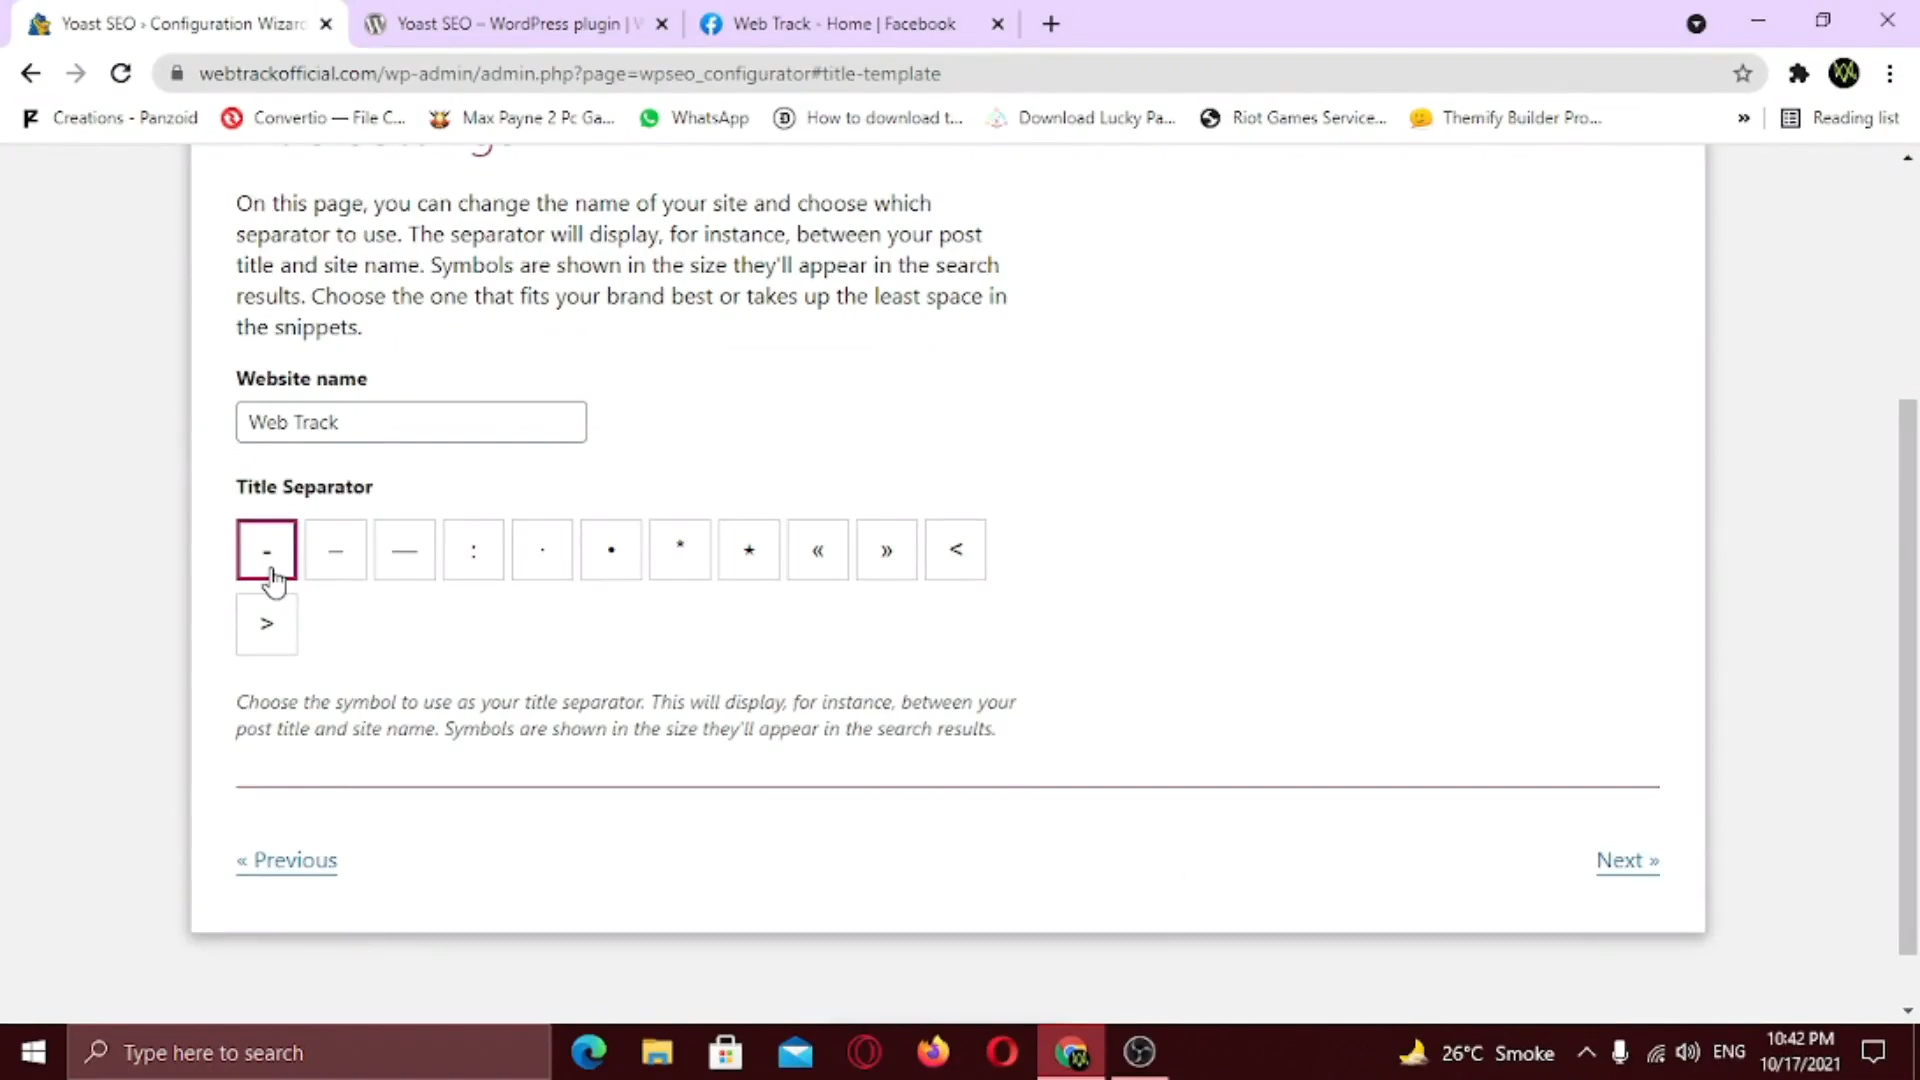 Yoast SEO › Configuration Wizard
Yoast SEO – WordPress plugin |
Web Track - Home | Facebook
webtrackofficial.com/wp-admin/admin.php?page=wpseo_configurator#title-template
Creations - Panzoid
Convertio — File C...
Max Payne 2 Pc Ga...
WhatsApp
How to download t...
Download Lucky Pa...
Riot Games Service...
Themify Builder Pro...
»
Reading list
On this page, you can change the name of your site and choose which
separator to use. The separator will display, for instance, between your post
title and site name. Symbols are shown in the size they'll appear in the search
results. Choose the one that fits your brand best or takes up the least space in
the snippets.
Website name
Web Track
Title Separator
- – — : · • * ⋆ « » <
>
Choose the symbol to use as your title separator. This will display, for instance, between your
post title and site name. Symbols are shown in the size they'll appear in the search results.
« Previous
Next »
Type here to search
26°C Smoke
ENG
10:42 PM
10/17/2021